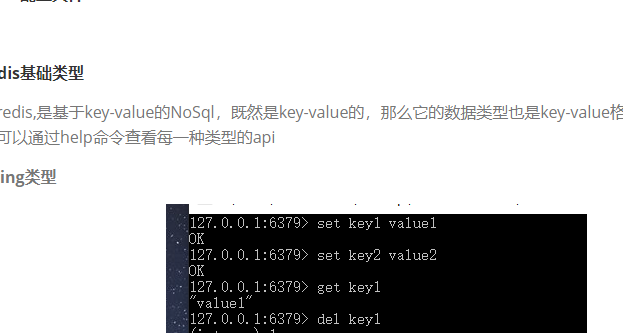 dis基础类型
redis,是基于key-value的NoSql，既然是key-value的，那么它的数据类型也是key-value格
可以通过help命令查看每一种类型的api
ing类型
127.0.0.1:6379> set key1 value1
OK
127.0.0.1:6379> set key2 value2
OK
127.0.0.1:6379> get key1
"value1"
127.0.0.1:6379> del key1